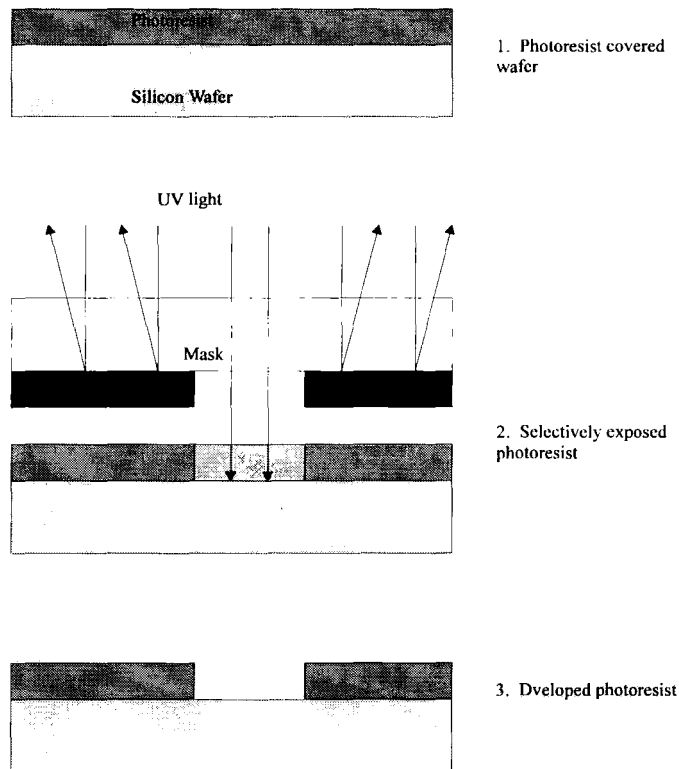 Photoresist
1. Photoresist covered
wafer
Silicon Wafer
UV light
Mask
2. Selectively exposed
photoresist
3. Dveloped photoresist